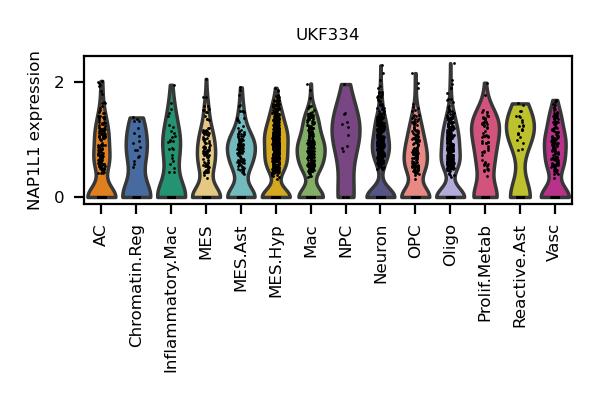 UKF334
NAP1L1 expression
2
0
AC
Chromatin.Reg
Inflammatory.Mac
MES
MES.Ast
MES.Hyp
Mac
NPC
Neuron
OPC
Oligo
Prolif.Metab
Reactive.Ast
Vasc